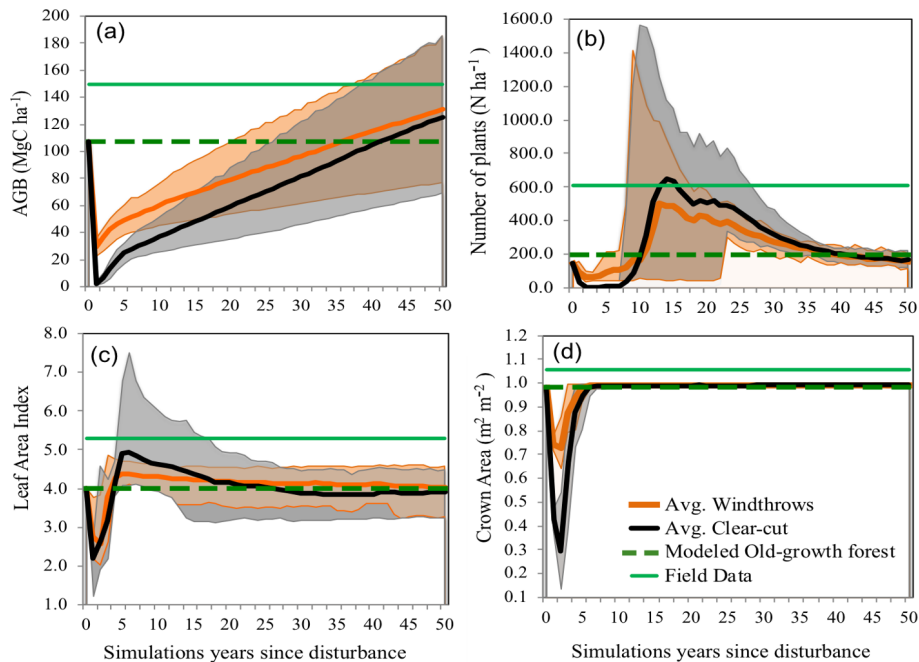 (a)
AGB (MgC ha⁻¹)
180
160
140
120
100
80
60
40
20
0
0 5 10 15 20 25 30 35 40 45 50
(b)
Number of plants (N ha⁻¹)
1600.0
1400.0
1200.0
1000.0
800.0
600.0
400.0
200.0
0.0
0 5 10 15 20 25 30 35 40 45 50
(c)
Leaf Area Index
8.0
7.0
6.0
5.0
4.0
3.0
2.0
1.0
0 5 10 15 20 25 30 35 40 45 50
Simulations years since disturbance
(d)
Crown Area (m² m⁻²)
1.2
1.1
1.0
0.9
0.8
0.7
0.6
0.5
0.4
0.3
0.2
0.1
0 5 10 15 20 25 30 35 40 45 50
Avg. Windthrows
Avg. Clear-cut
Modeled Old-growth forest
Field Data
Simulations years since disturbance